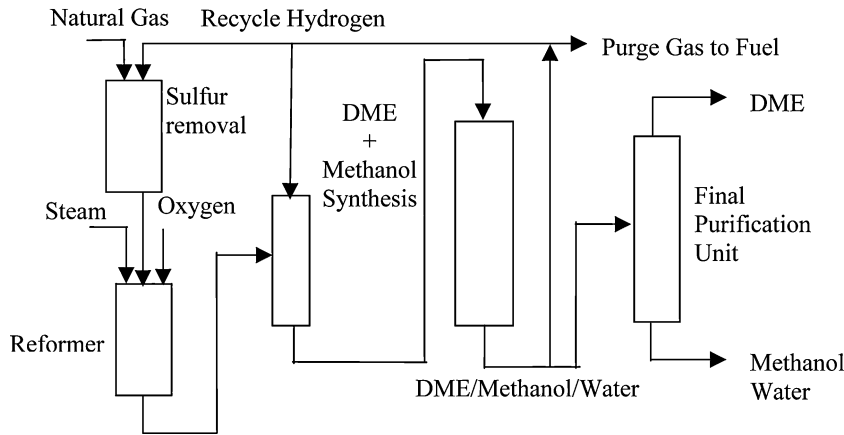 Natural Gas
Recycle Hydrogen
Purge Gas to Fuel
Sulfur
removal
DME
+
Methanol
Synthesis
DME
Final
Purification
Unit
Steam
Oxygen
Reformer
DME/Methanol/Water
Methanol
Water